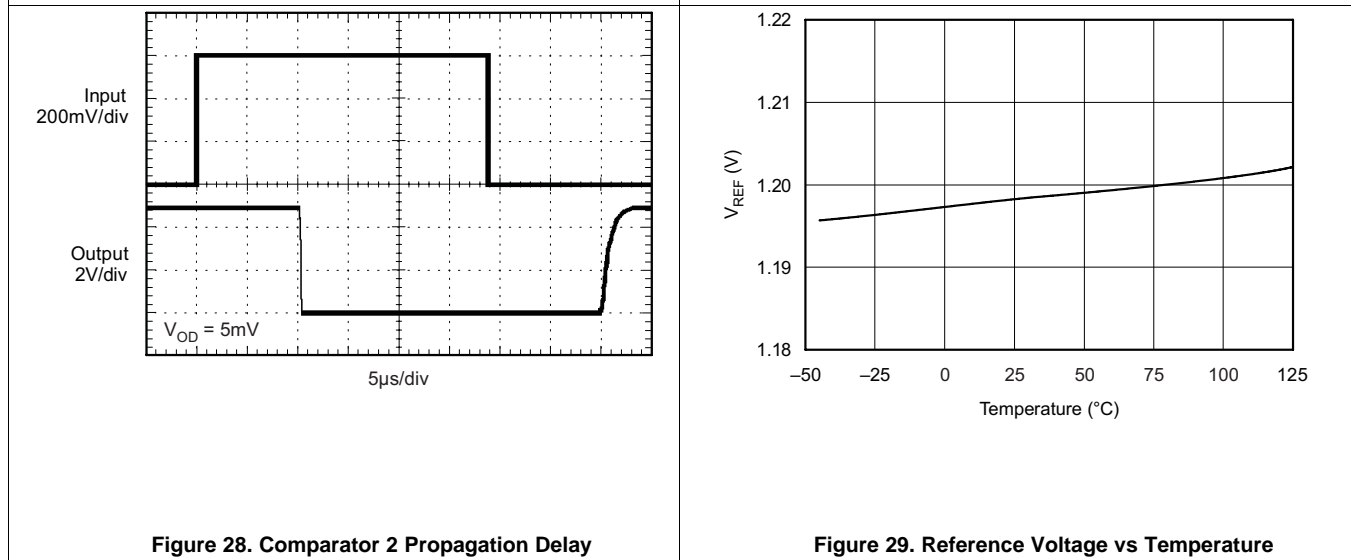 Input
200mV/div
Output
2V/div
V_OD = 5mV
5µs/div
Figure 28. Comparator 2 Propagation Delay
1.22
1.21
1.20
1.19
1.18
V_REF (V)
–50 –25 0 25 50 75 100 125
Temperature (°C)
Figure 29. Reference Voltage vs Temperature